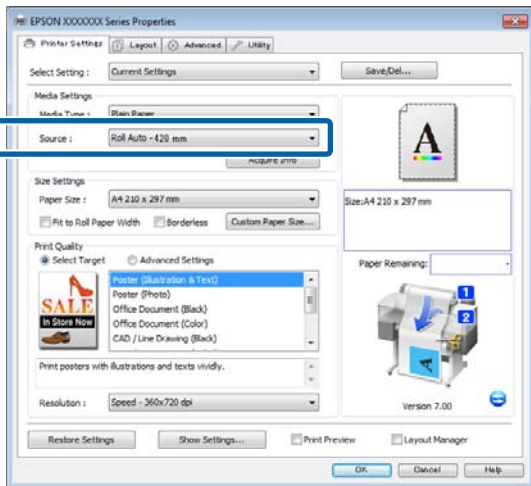 EPSON XXXXXXX Series Properties
Printer Settings Layout Advanced Utility
Select Setting : Current Settings Save/Del...
Media Settings
Media Type : Plain Paper
Source : Roll Auto - 420 mm
Acquire Info
Size Settings
Paper Size : A4 210 x 297 mm
Fit to Roll Paper Width Borderless Custom Paper Size...
Print Quality
Select Target Advanced Settings
SALE
In Store Now
Poster (Illustration & Text)
Poster (Photo)
Office Document (Black)
Office Document (Color)
CAD / Line Drawing (Black)
Print posters with illustrations and texts vividly.
Resolution : Speed - 360x720 dpi
A
Size:A4 210 x 297 mm
Paper Remaining: -
1
2
A
Version 7.00
Restore Settings Show Settings... Print Preview Layout Manager
OK Cancel Help